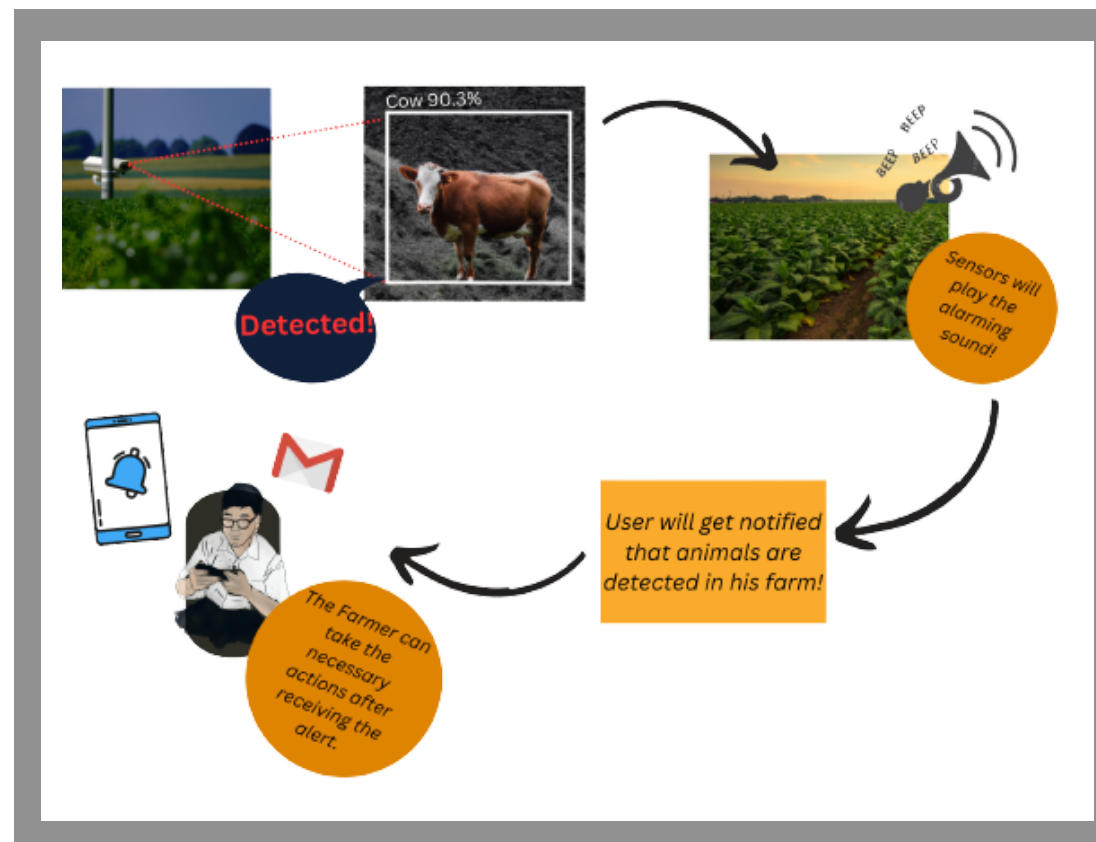 Cow 90.3%
Detected!
BEEP
BEEP
BEEP
Sensors will
play the
alarming
sound!
User will get notified
that animals are
detected in his farm!
The Farmer can
take the
necessary
actions after
receiving the
alert.